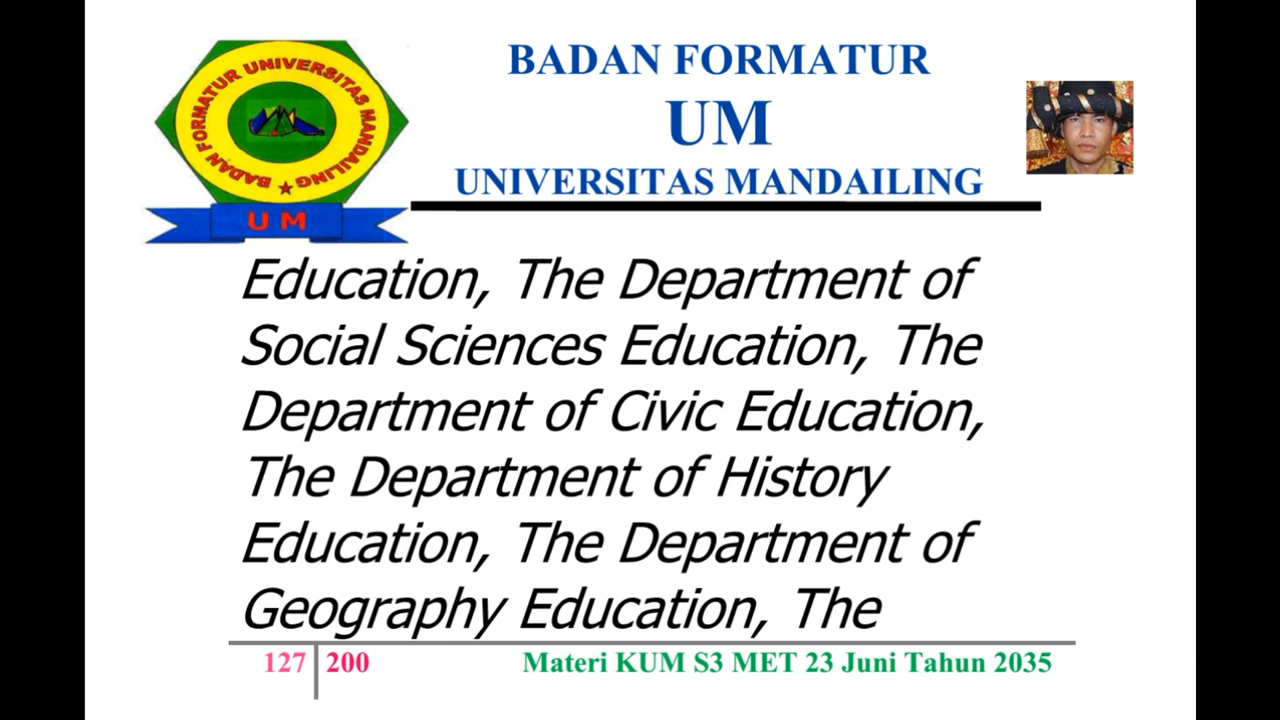 BADAN FORMATUR UNIVERSITAS MANDAILING
UM
BADAN FORMATUR
UM
UNIVERSITAS MANDAILING
Education, The Department of
Social Sciences Education, The
Department of Civic Education,
The Department of History
Education, The Department of
Geography Education, The
127 200
Materi KUM S3 MET 23 Juni Tahun 2035